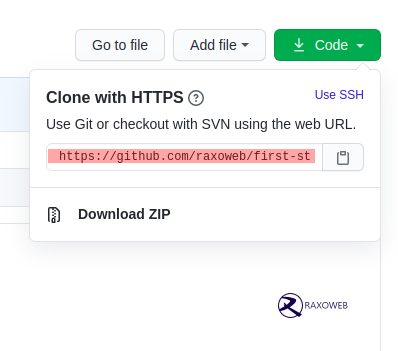 Go to file
Add file
Code
Clone with HTTPS
Use SSH
Use Git or checkout with SVN using the web URL.
https://github.com/raxoweb/first-st
Download ZIP
RAXOWEB